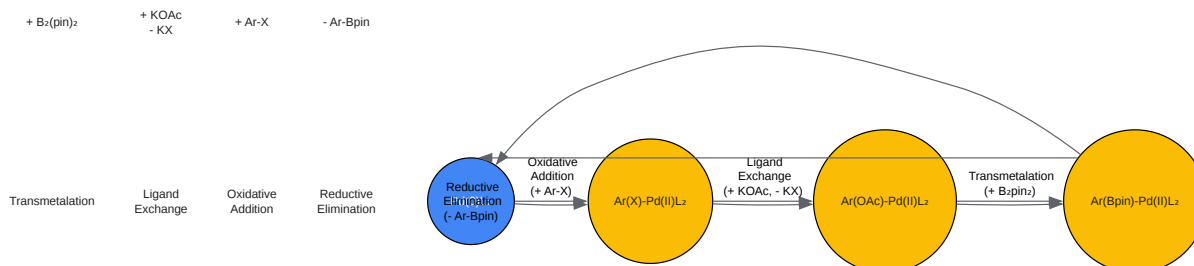 + B₂(pin)₂
+ KOAc
- KX
+ Ar-X
- Ar-Bpin
Transmetalation
Ligand
Exchange
Oxidative
Addition
Reductive
Elimination
Reductive
Elimination
(- Ar-Bpin)
Oxidative
Addition
(+ Ar-X)
Ar(X)-Pd(II)L₂
Ligand
Exchange
(+ KOAc, - KX)
Ar(OAc)-Pd(II)L₂
Transmetalation
(+ B₂pin₂)
Ar(Bpin)-Pd(II)L₂